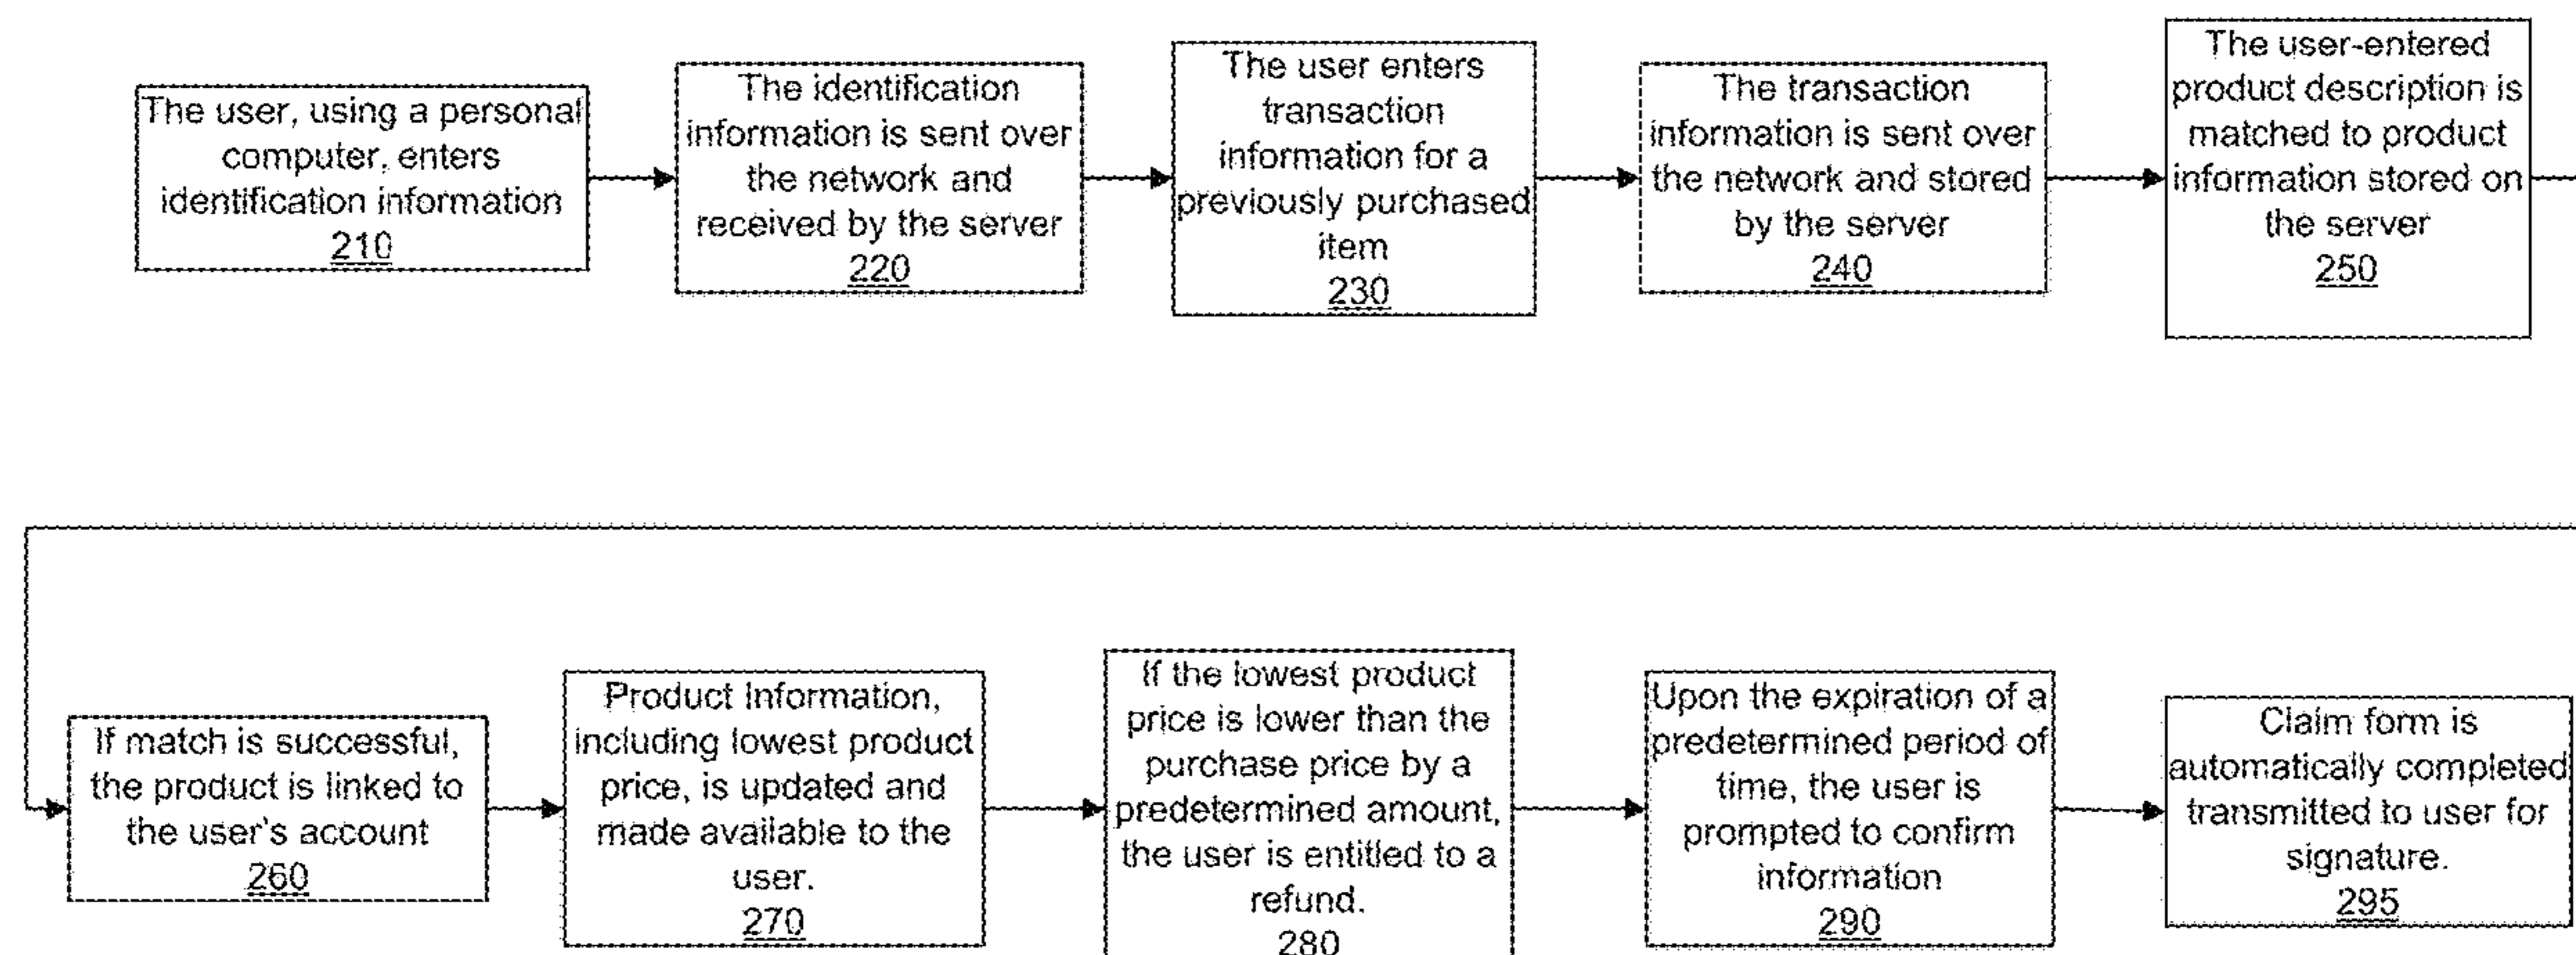 The user, using a personal
computer, enters
identification information
210
The identification
information is sent over
the network and
received by the server
220
The user enters
transaction
information for a
previously purchased
item
230
The transaction
information is sent over
the network and stored
by the server
240
The user-entered
product description is
matched to product
information stored on
the server
250
If match is successful,
the product is linked to
the user's account
260
Product Information,
including lowest product
price, is updated and
made available to the
user.
270
If the lowest product
price is lower than the
purchase price by a
predetermined amount,
the user is entitled to a
refund.
280
Upon the expiration of a
predetermined period of
time, the user is
prompted to confirm
information
290
Claim form is
automatically completed
transmitted to user for
signature.
295